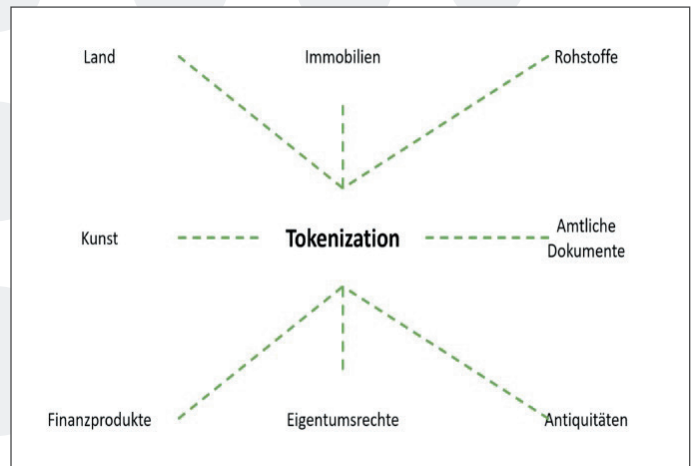 Land
Immobilien
Rohstoffe
Kunst
Tokenization
Amtliche
Dokumente
Finanzprodukte
Eigentumsrechte
Antiquitäten